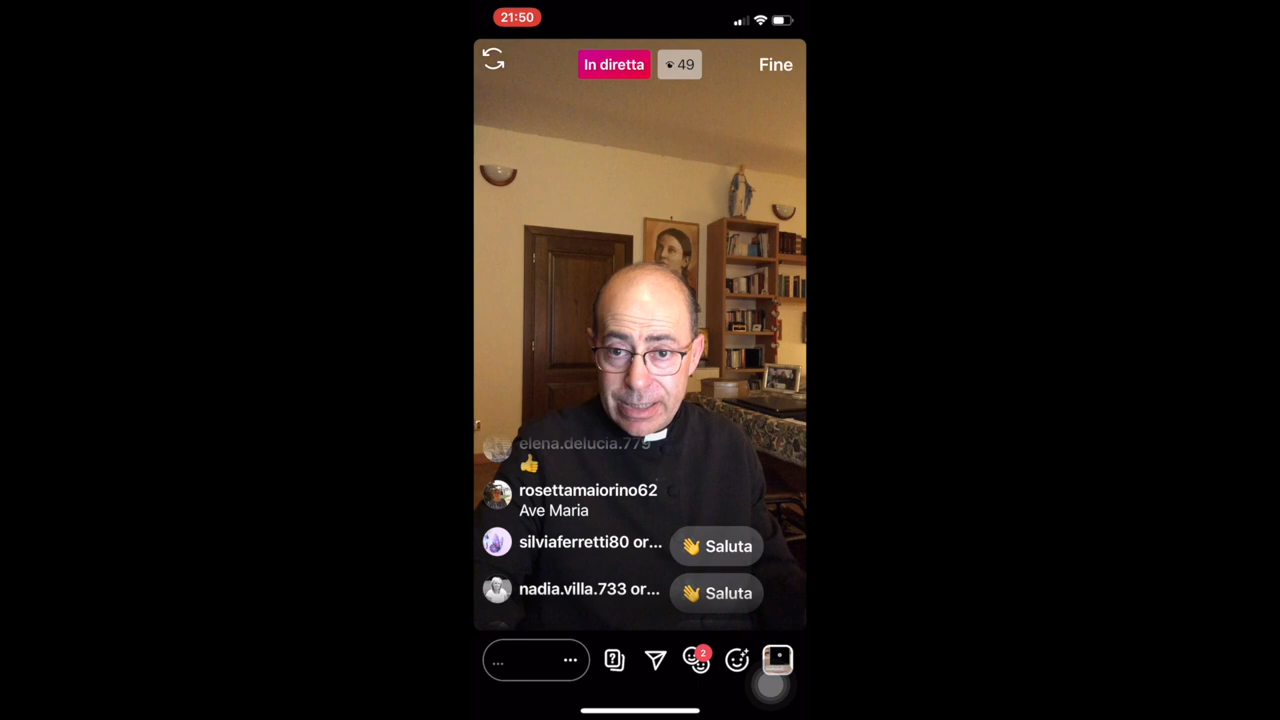 21:50
In diretta
49
Fine
elena.delucia.779
rosettamaiorino62
Ave Maria
silviaferretti80 or...
Saluta
nadia.villa.733 or...
Saluta
...
2